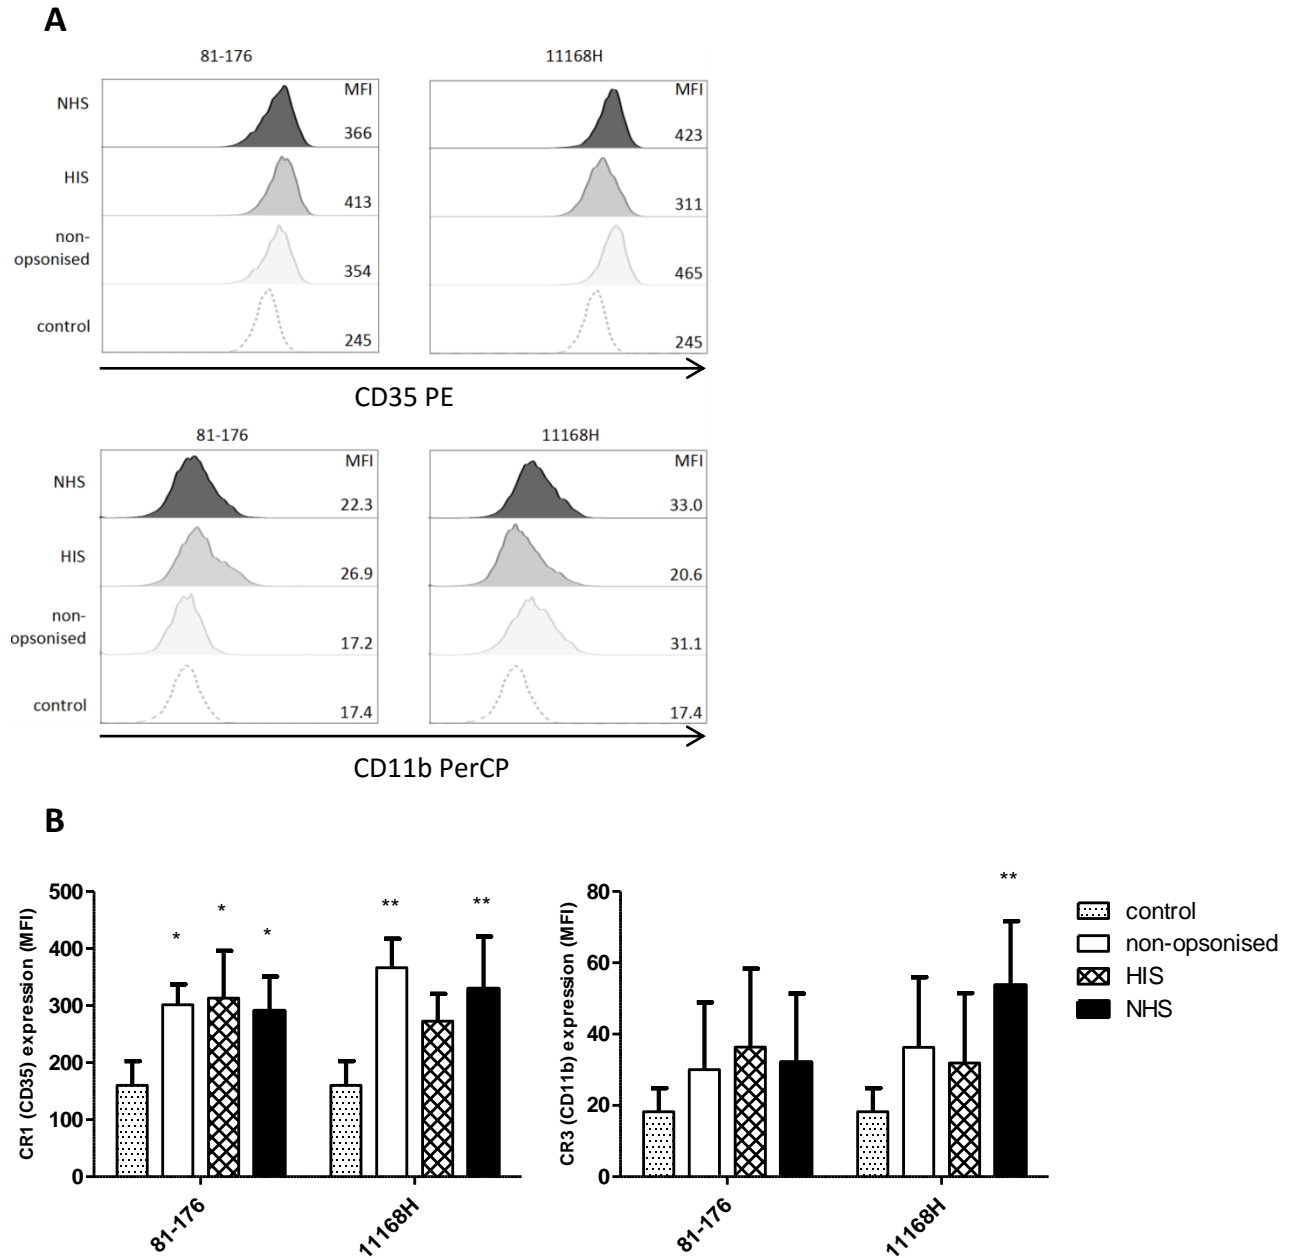 A
81-176
11168H
NHS
MFI
366
MFI
423
HIS
413
311
non-
opsonised
354
465
control
245
245
CD35 PE
81-176
11168H
NHS
MFI
22.3
MFI
33.0
HIS
26.9
20.6
non-
opsonised
17.2
31.1
control
17.4
17.4
CD11b PerCP
B
CR1 (CD35) expression (MFI)
500
400
300
200
100
0
*
*
*
**
**
81-176
11168H
CR3 (CD11b) expression (MFI)
80
60
40
20
0
**
81-176
11168H
control
non-opsonised
HIS
NHS